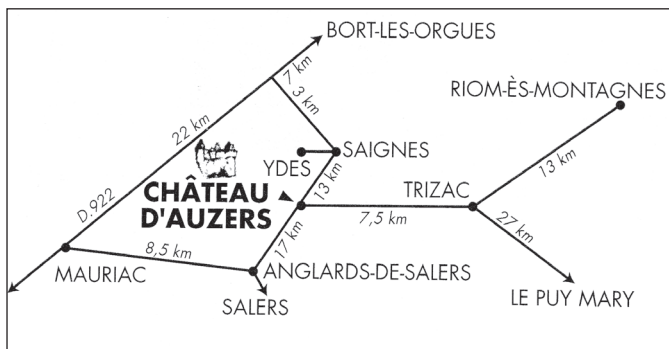 BORT-LES-ORGUES
7 km
3 km
RIOM-ÈS-MONTAGNES
22 km
SAIGNES
YDES
13 km
13 km
CHÂTEAU
D'AUZERS
TRIZAC
D.922
7,5 km
27 km
17 km
8,5 km
MAURIAC
ANGLARDS-DE-SALERS
SALERS
LE PUY MARY